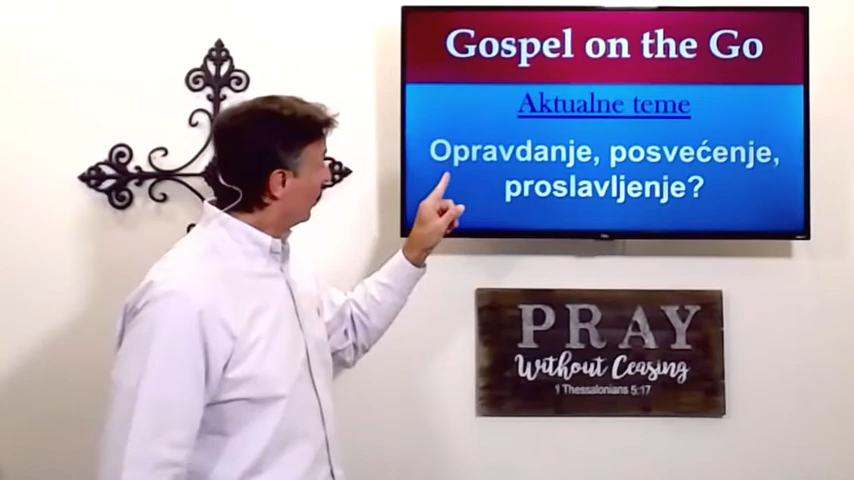 Gospel on the Go
Aktualne teme
Opravdanje, posvećenje,
proslavljenje?
PRAY
Without Ceasing
1 Thessalonians 5:17